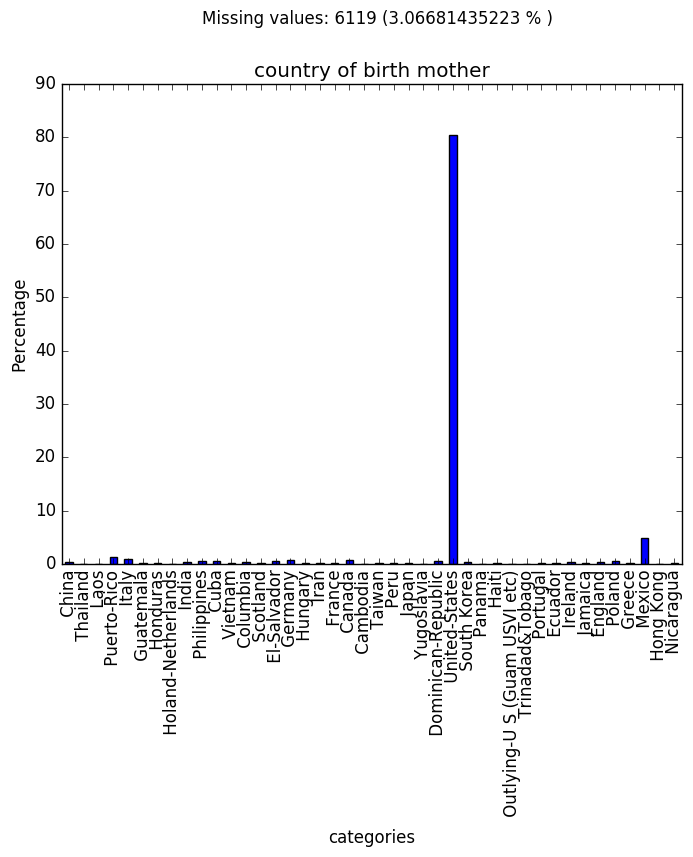 Missing values: 6119 (3.06681435223 % )
country of birth mother
90
80
70
60
50
40
30
20
10
0
Percentage
China
Thailand
Laos
Puerto-Rico
Italy
Guatemala
Honduras
Holand-Netherlands
India
Philippines
Cuba
Vietnam
Columbia
Scotland
El-Salvador
Germany
Hungary
Iran
France
Canada
Cambodia
Taiwan
Peru
Japan
Yugoslavia
Dominican-Republic
United-States
South Korea
Panama
Haiti
Outlying-U S (Guam USVI etc)
Trinadad&Tobago
Portugal
Ecuador
Ireland
Jamaica
England
Poland
Greece
Mexico
Hong Kong
Nicaragua
categories